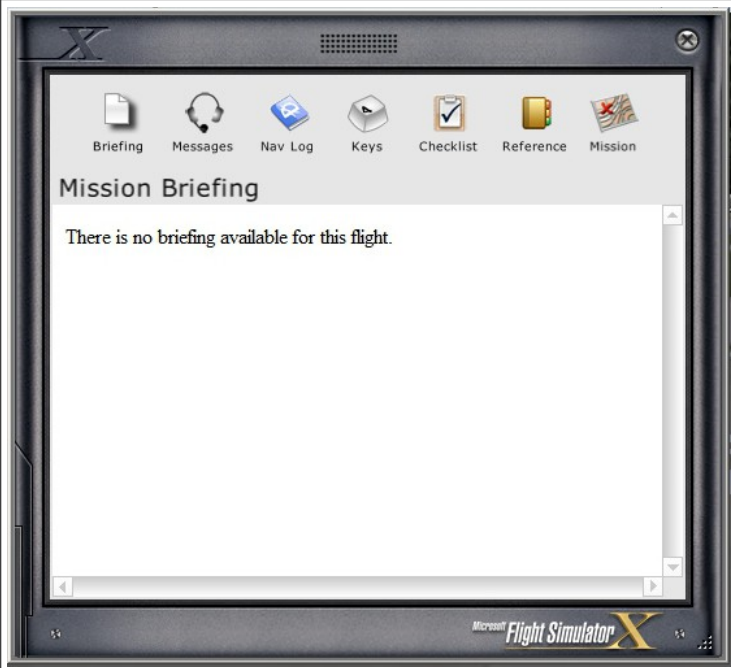 X
Briefing Messages Nav Log Keys Checklist Reference Mission
Mission Briefing
There is no briefing available for this flight.
Microsoft Flight Simulator X